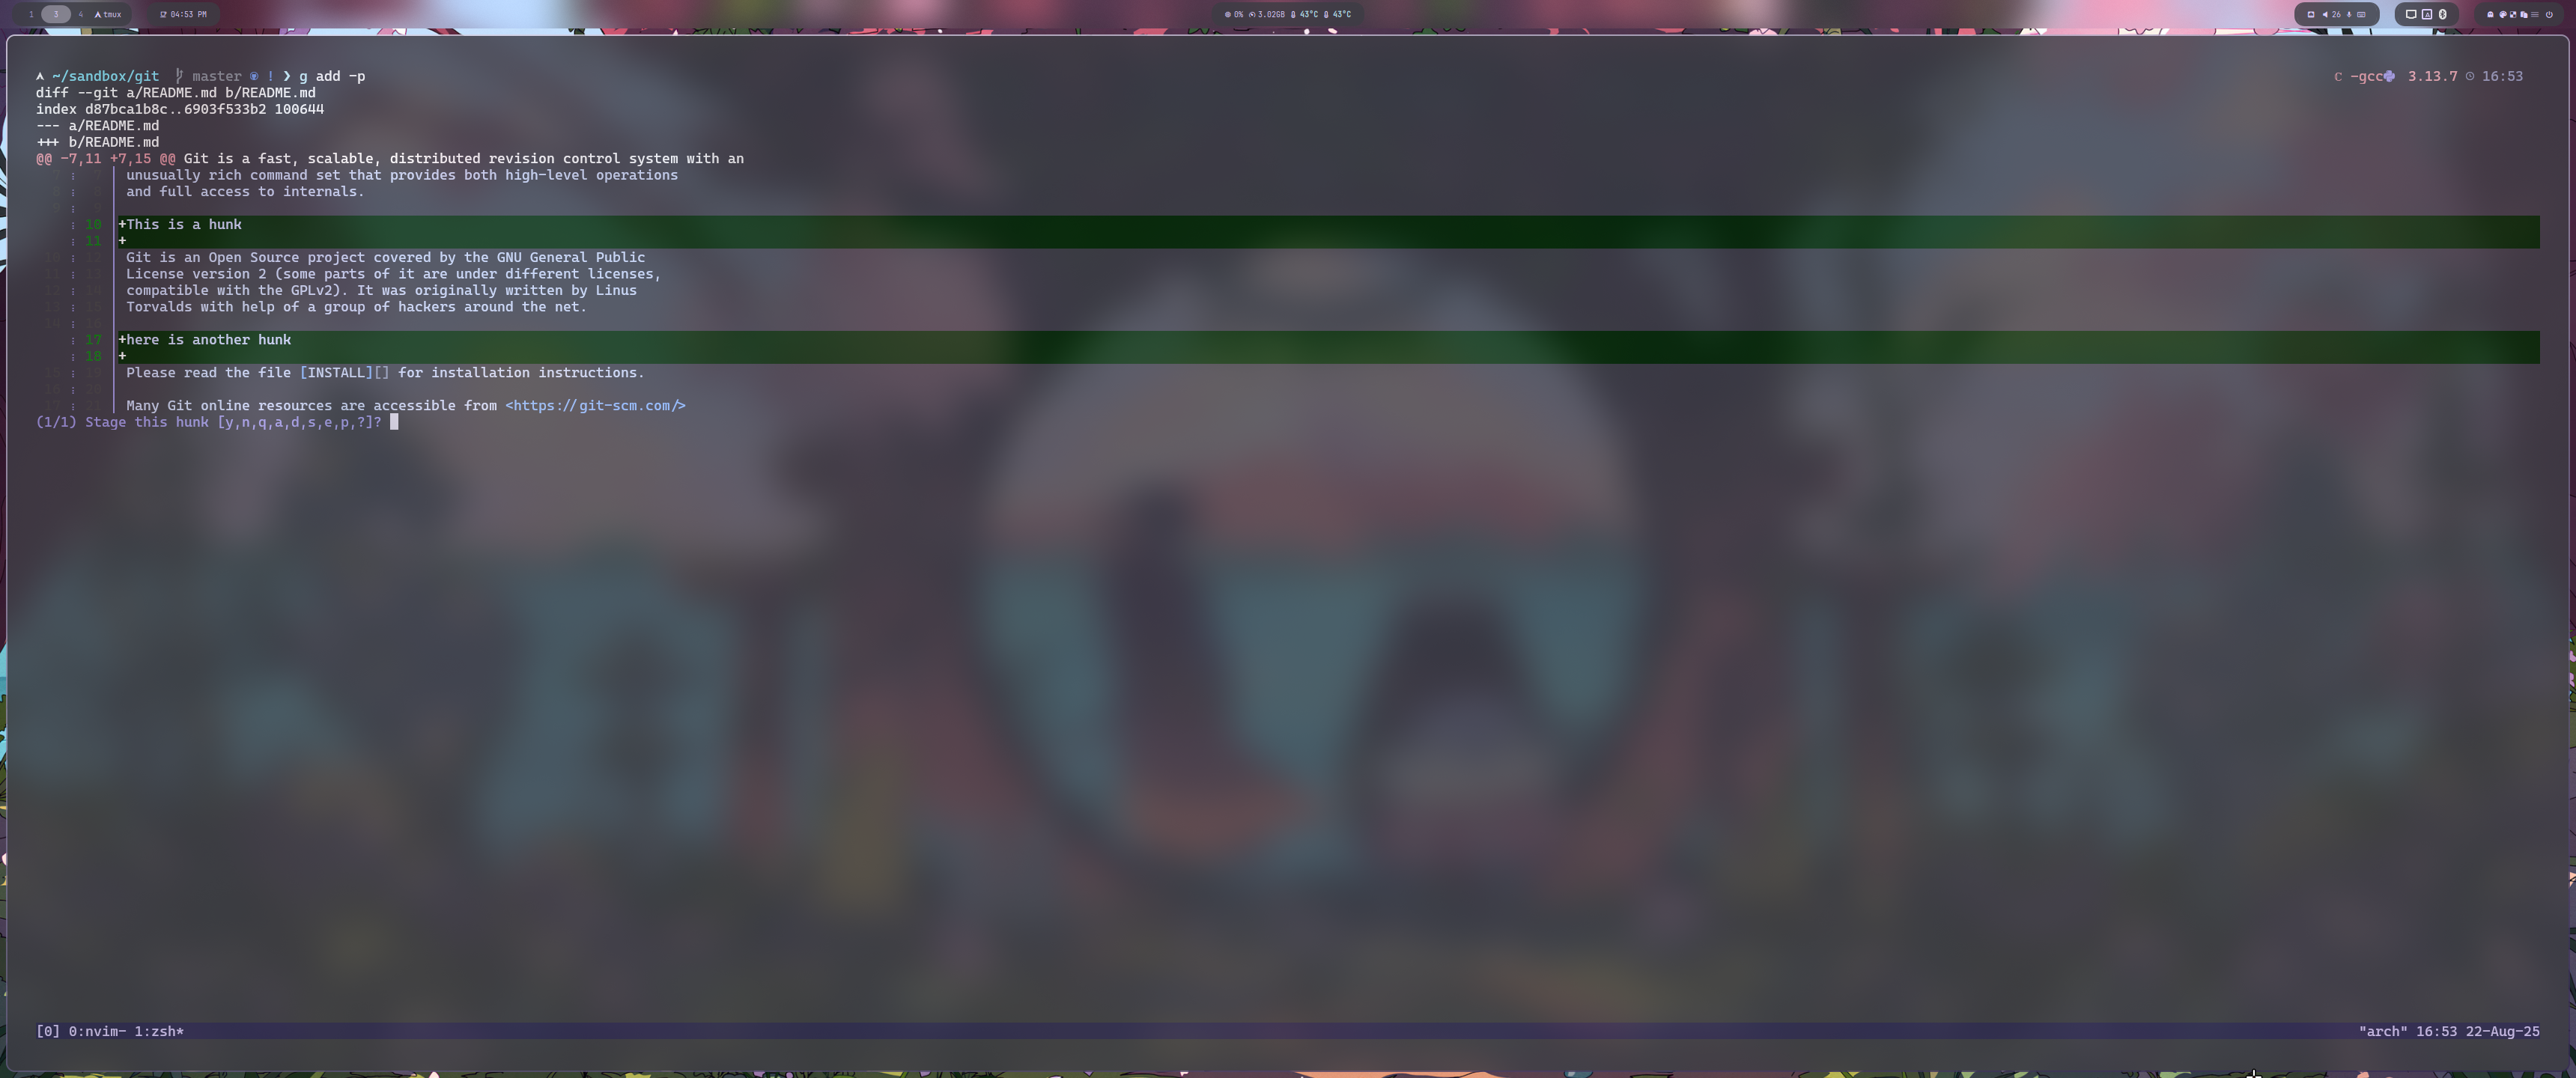 1 3 4 tmux 04:53 PM 0% 3.02GB 43°C 43°C 26
~/sandbox/git master ! ❯ g add -p C -gcc 3.13.7 16:53
diff --git a/README.md b/README.md
index d87bca1b8c..6903f533b2 100644
--- a/README.md
+++ b/README.md
@@ -7,11 +7,15 @@ Git is a fast, scalable, distributed revision control system with an
unusually rich command set that provides both high-level operations
and full access to internals.
10 +This is a hunk
11 +
Git is an Open Source project covered by the GNU General Public
License version 2 (some parts of it are under different licenses,
compatible with the GPLv2). It was originally written by Linus
Torvalds with help of a group of hackers around the net.
17 +here is another hunk
18 +
Please read the file [INSTALL][] for installation instructions.
Many Git online resources are accessible from <https://git-scm.com/>
(1/1) Stage this hunk [y,n,q,a,d,s,e,p,?]?
[0] 0:nvim- 1:zsh* "arch" 16:53 22-Aug-25